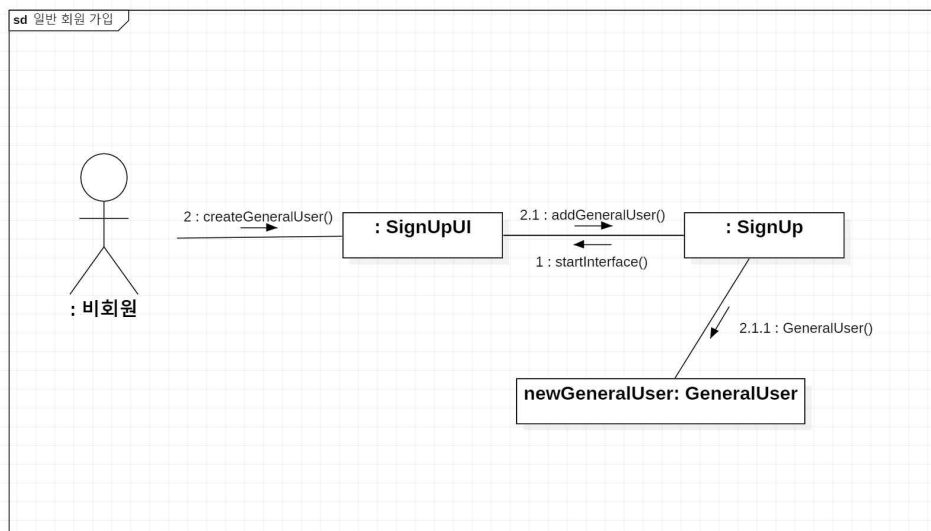 sd 일반 회원 가입
2 : createGeneralUser()
2.1 : addGeneralUser()
: SignUpUI
: SignUp
1 : startInterface()
: 비회원
2.1.1 : GeneralUser()
newGeneralUser: GeneralUser